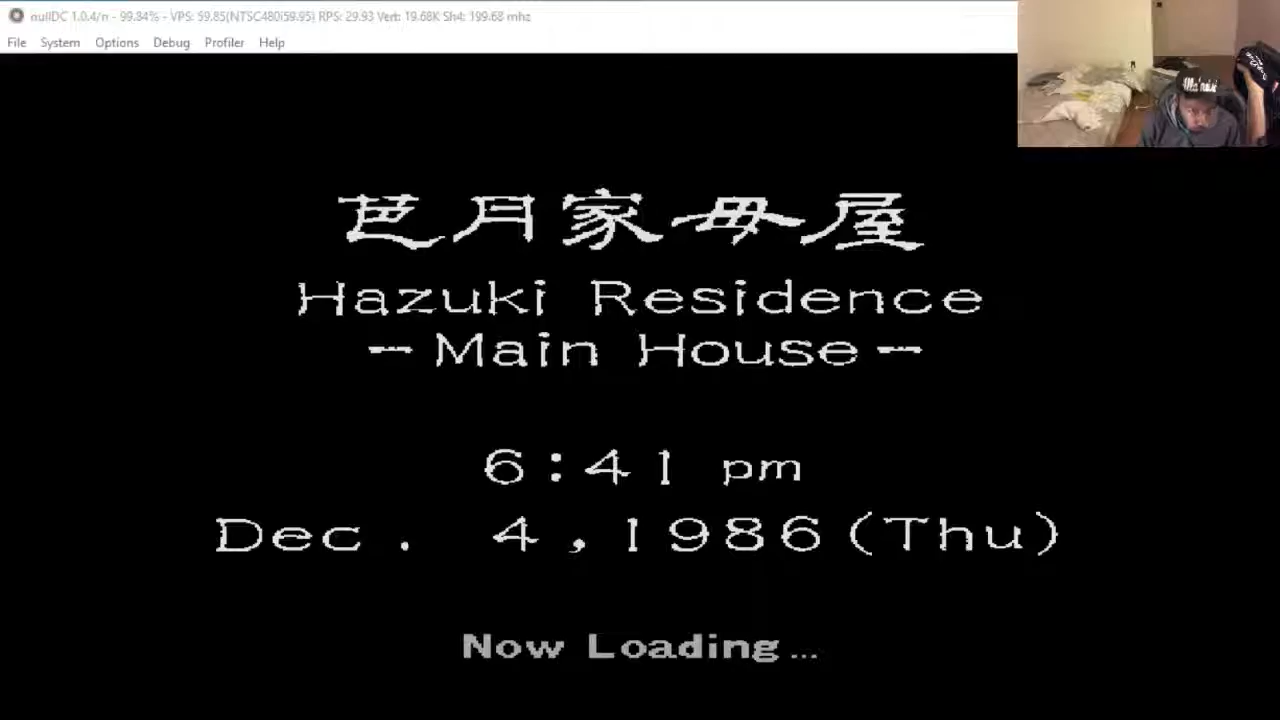 nullDC 1.0.4/n - 99.84% - VPS: 59.85(NTSC480i59.95) RPS: 29.93 Vert: 19.68K Sh4: 199.68 mhz
File System Options Debug Profiler Help
芭月家母屋
Hazuki Residence
-Main House-
6:41 pm
Dec. 4,1986(Thu)
Now Loading...